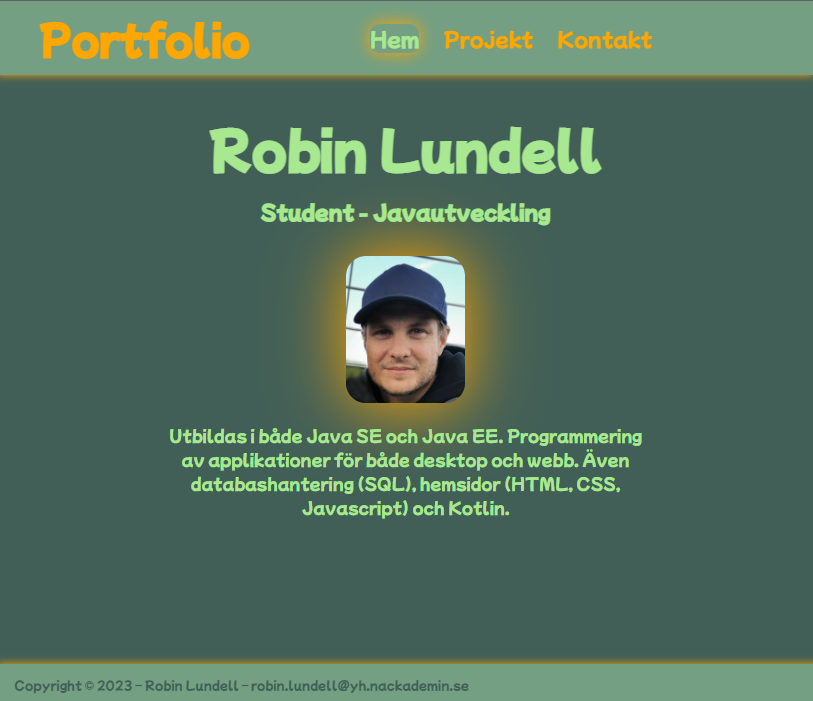 Portfolio
Hem Projekt Kontakt
Robin Lundell
Student - Javautveckling
Utbildas i både Java SE och Java EE. Programmering
av applikationer för både desktop och webb. Även
databashantering (SQL), hemsidor (HTML, CSS,
Javascript) och Kotlin.
Copyright © 2023 - Robin Lundell - robin.lundell@yh.nackademin.se